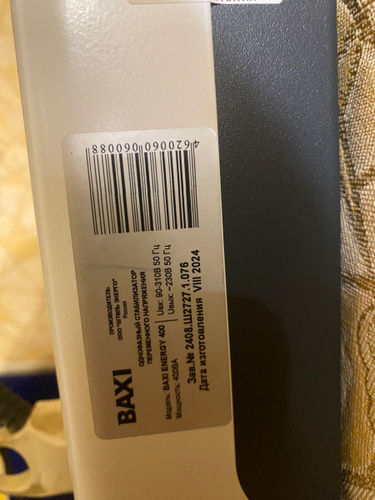 BAXI
ПРОИЗВОДИТЕЛЬ
ООО "ШТИЛЬ ЭНЕРГО"
Россия
ОДНОФАЗНЫЙ СТАБИЛИЗАТОР
ПЕРЕМЕННОГО НАПРЯЖЕНИЯ
Модель: BAXI ENERGY 400
Мощность: 400ВА
Uвх: 90-310В 50 Гц
Uвых: ~230В 50 Гц
Зав.№ 2408.Ш2727.1.076
Дата изготовления VIII 2024
4620060060088